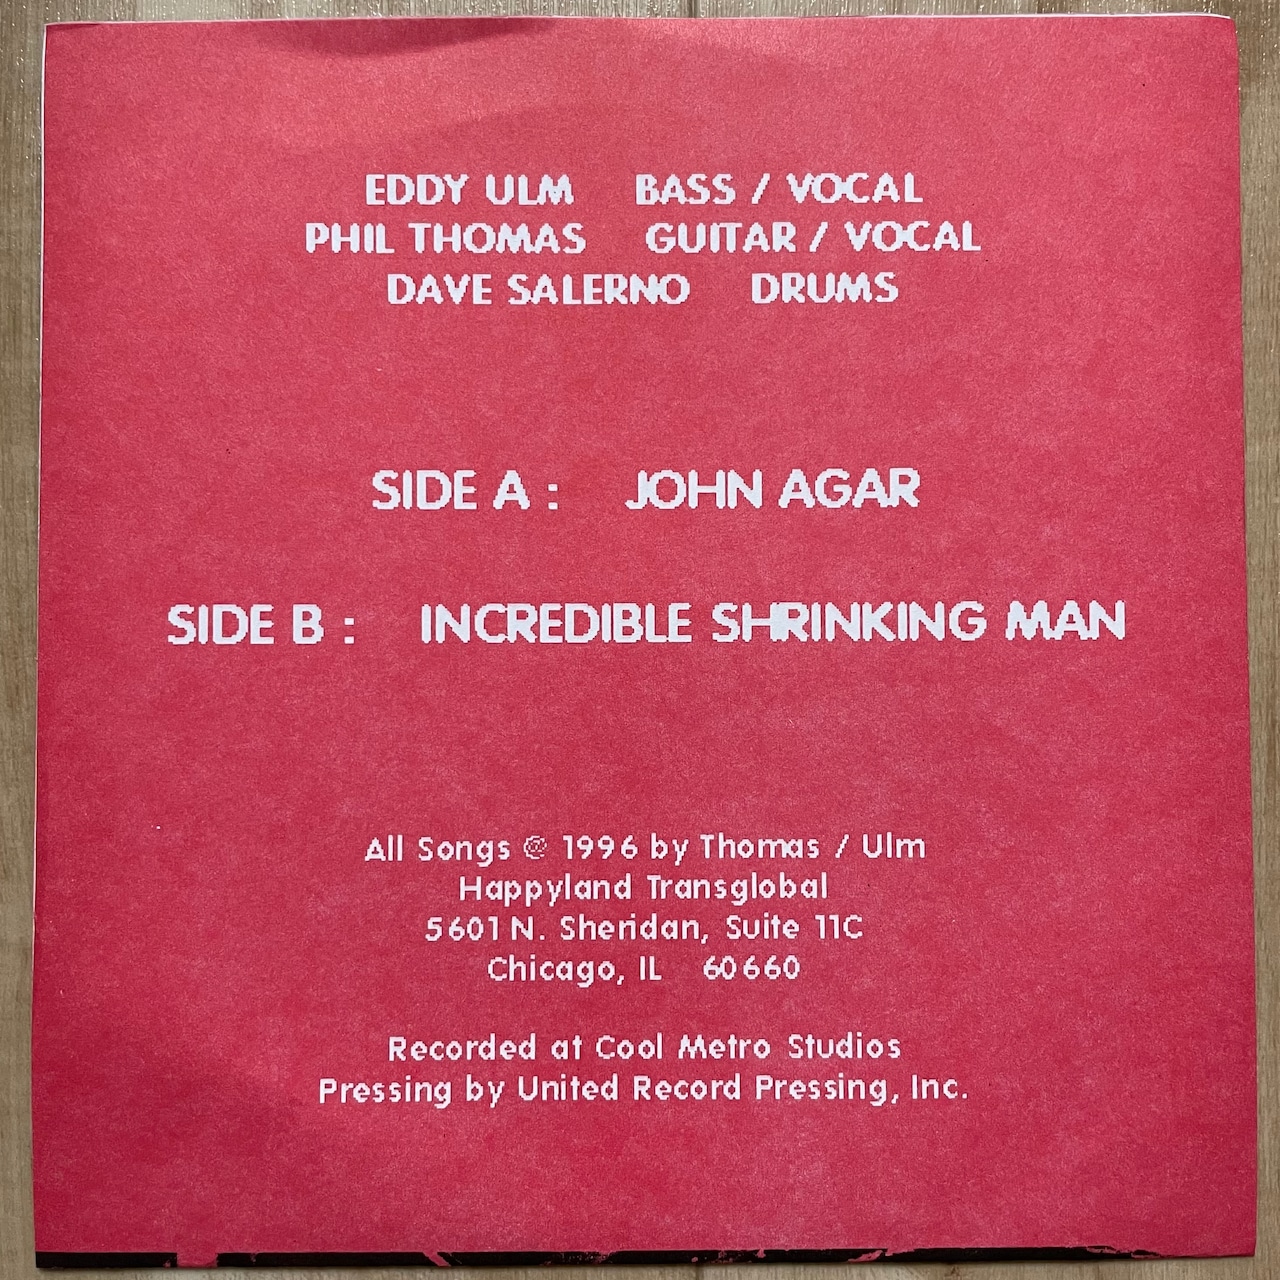 EDDY ULM BASS / VOCAL
PHIL THOMAS GUITAR / VOCAL
DAVE SALERNO DRUMS
SIDE A : JOHN AGAR
SIDE B : INCREDIBLE SHRINKING MAN
All Songs @ 1996 by Thomas / Ulm
Happyland Transglobal
5601 N. Sheridan, Suite 11C
Chicago, IL 60660
Recorded at Cool Metro Studios
Pressing by United Record Pressing, Inc.